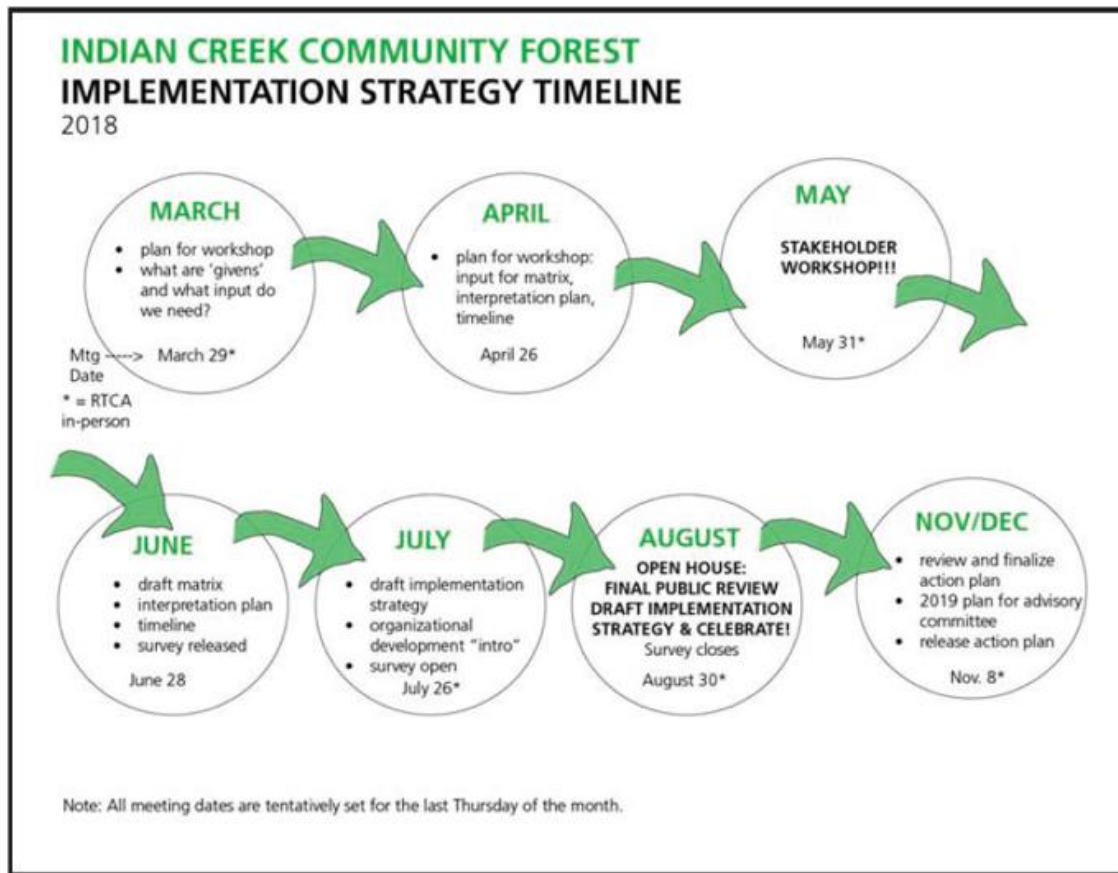 INDIAN CREEK COMMUNITY FOREST
IMPLEMENTATION STRATEGY TIMELINE
2018
MARCH
• plan for workshop
• what are 'givens'
and what input do
we need?
Mtg ----> March 29*
Date
* = RTCA
in-person
APRIL
• plan for workshop:
input for matrix,
interpretation plan,
timeline
April 26
MAY
STAKEHOLDER
WORKSHOP!!!
May 31*
JUNE
• draft matrix
• interpretation plan
• timeline
• survey released
June 28
JULY
• draft implementation
strategy
• organizational
development "intro"
• survey open
July 26*
AUGUST
OPEN HOUSE:
FINAL PUBLIC REVIEW
DRAFT IMPLEMENTATION
STRATEGY & CELEBRATE!
Survey closes
August 30*
NOV/DEC
• review and finalize
action plan
• 2019 plan for advisory
committee
• release action plan
Nov. 8*
Note: All meeting dates are tentatively set for the last Thursday of the month.